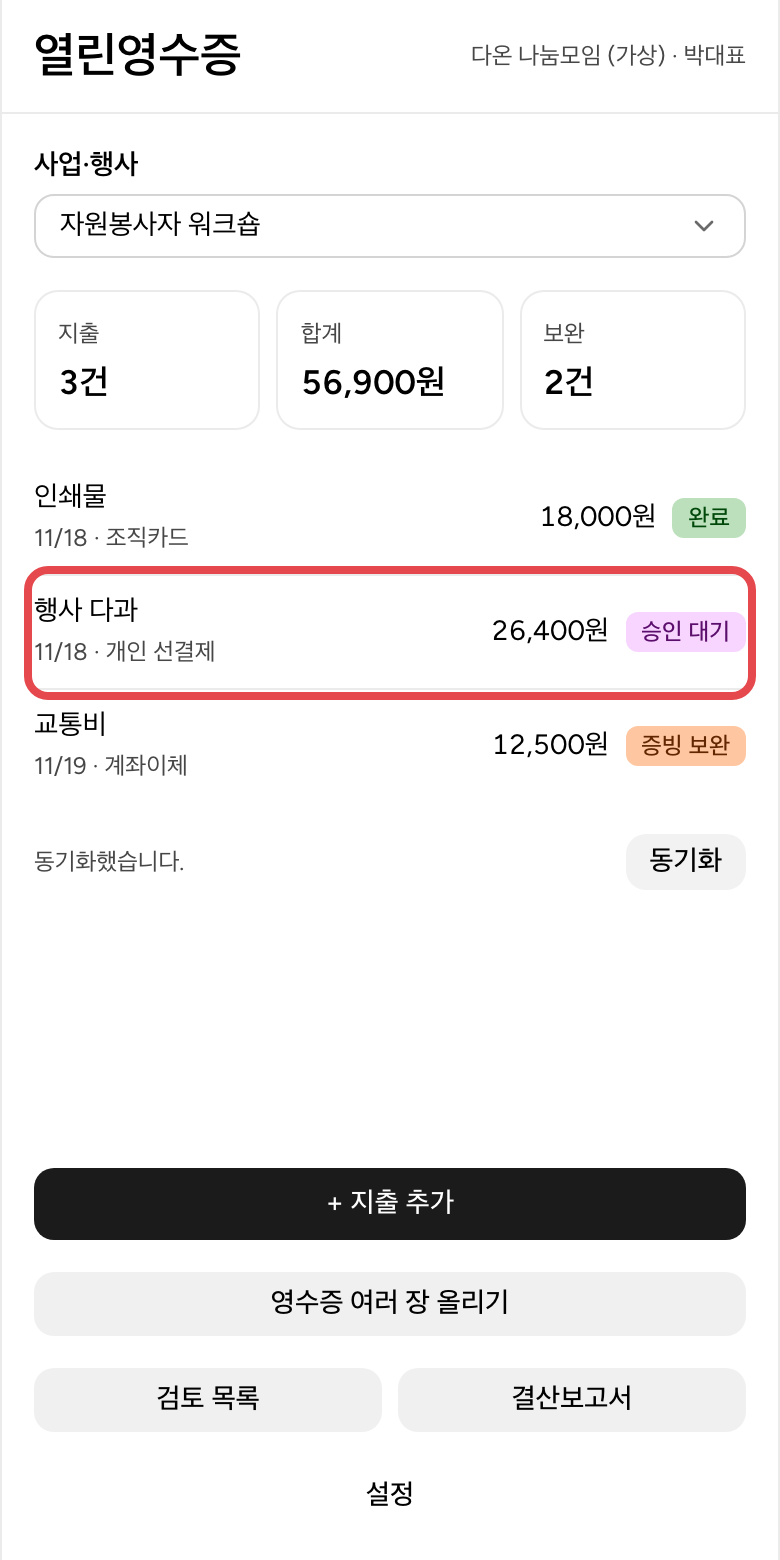 열린영수증
다온 나눔모임 (가상) · 박대표
사업·행사
자원봉사자 워크숍
지출
3건
합계
56,900원
보완
2건
인쇄물
11/18 · 조직카드
18,000원
완료
행사 다과
11/18 · 개인 선결제
26,400원
승인 대기
교통비
11/19 · 계좌이체
12,500원
증빙 보완
동기화했습니다.
동기화
+ 지출 추가
영수증 여러 장 올리기
검토 목록
결산보고서
설정